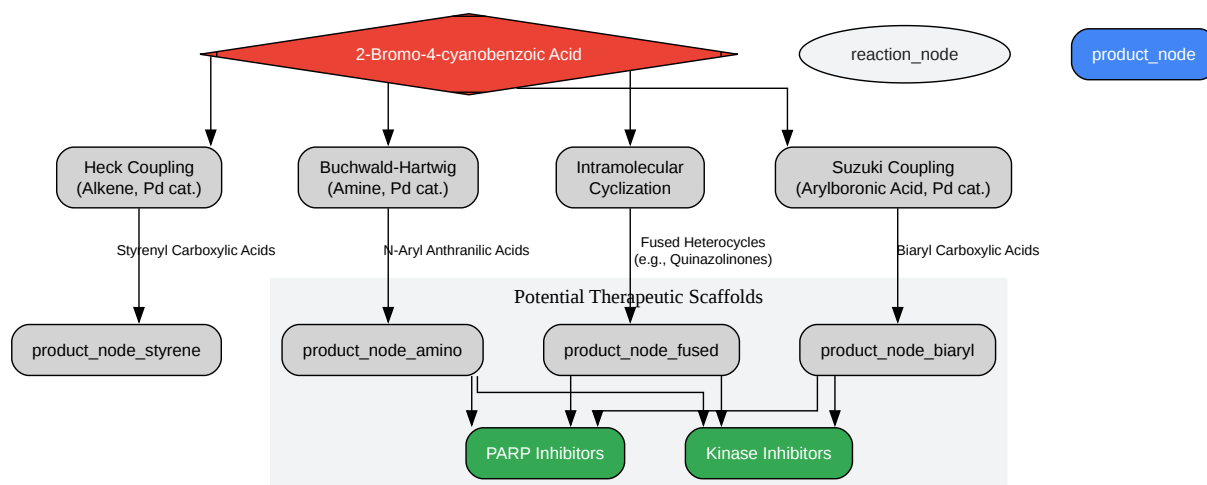 2-Bromo-4-cyanobenzoic Acid
reaction_node
product_node
Heck Coupling
(Alkene, Pd cat.)
Buchwald-Hartwig
(Amine, Pd cat.)
Intramolecular
Cyclization
Suzuki Coupling
(Arylboronic Acid, Pd cat.)
Styrenyl Carboxylic Acids
N-Aryl Anthranilic Acids
Fused Heterocycles
(e.g., Quinazolinones)
Biaryl Carboxylic Acids
Potential Therapeutic Scaffolds
product_node_styrene
product_node_amino
product_node_fused
product_node_biaryl
PARP Inhibitors
Kinase Inhibitors